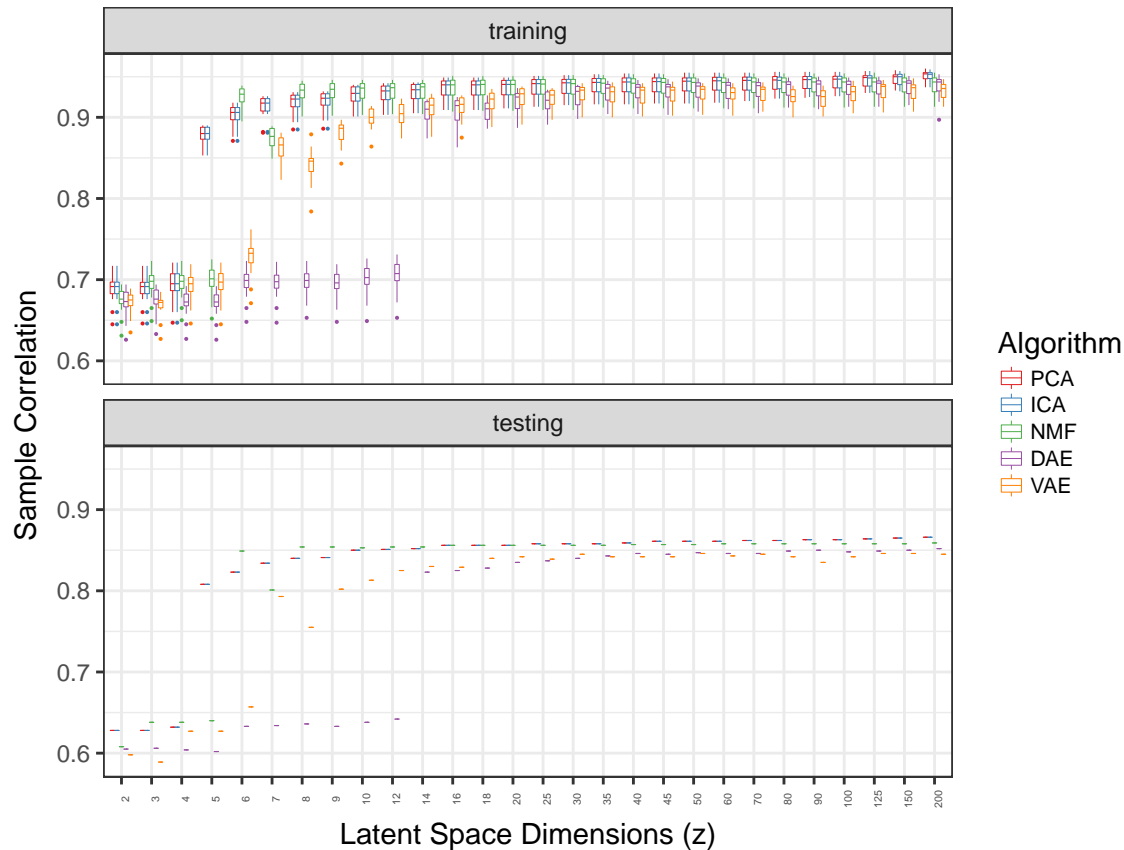 training
0.9
0.8
0.7
0.6
testing
0.9
0.8
0.7
0.6
Sample Correlation
2 3 4 5 6 7 8 9 10 12 14 16 18 20 25 30 35 40 45 50 60 70 80 90 100 125 150 200
Latent Space Dimensions (z)
Algorithm
PCA
ICA
NMF
DAE
VAE